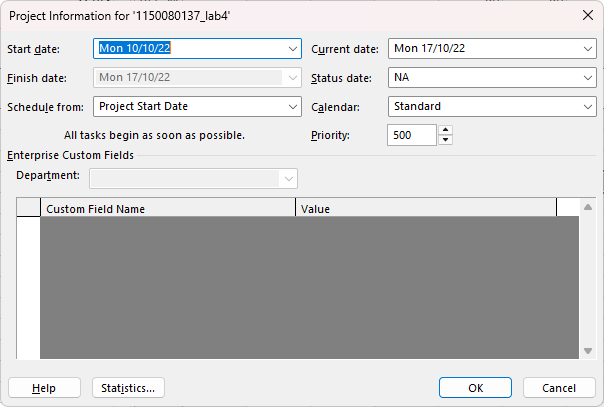 Project Information for '1150080137_lab4'
Start date: Mon 10/10/22 Current date: Mon 17/10/22
Finish date: Mon 17/10/22 Status date: NA
Schedule from: Project Start Date Calendar: Standard
All tasks begin as soon as possible. Priority: 500
Enterprise Custom Fields
Department:
Custom Field Name Value
Help Statistics... OK Cancel